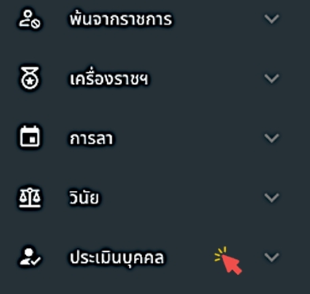 พ้นจากราชการ
เครื่องราชฯ
การลา
วินัย
ประเมินบุคคล